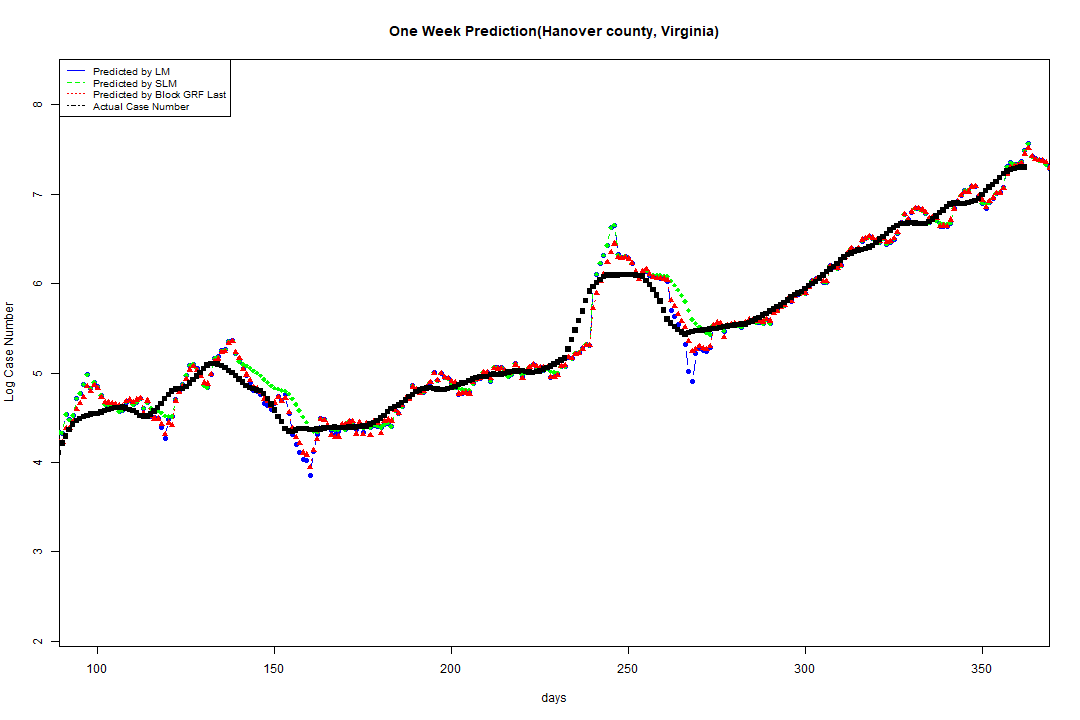 One Week Prediction(Hanover county, Virginia)
Predicted by LM
Predicted by SLM
Predicted by Block GRF Last
Actual Case Number
Log Case Number
8
7
6
5
4
3
2
100 150 200 250 300 350
days